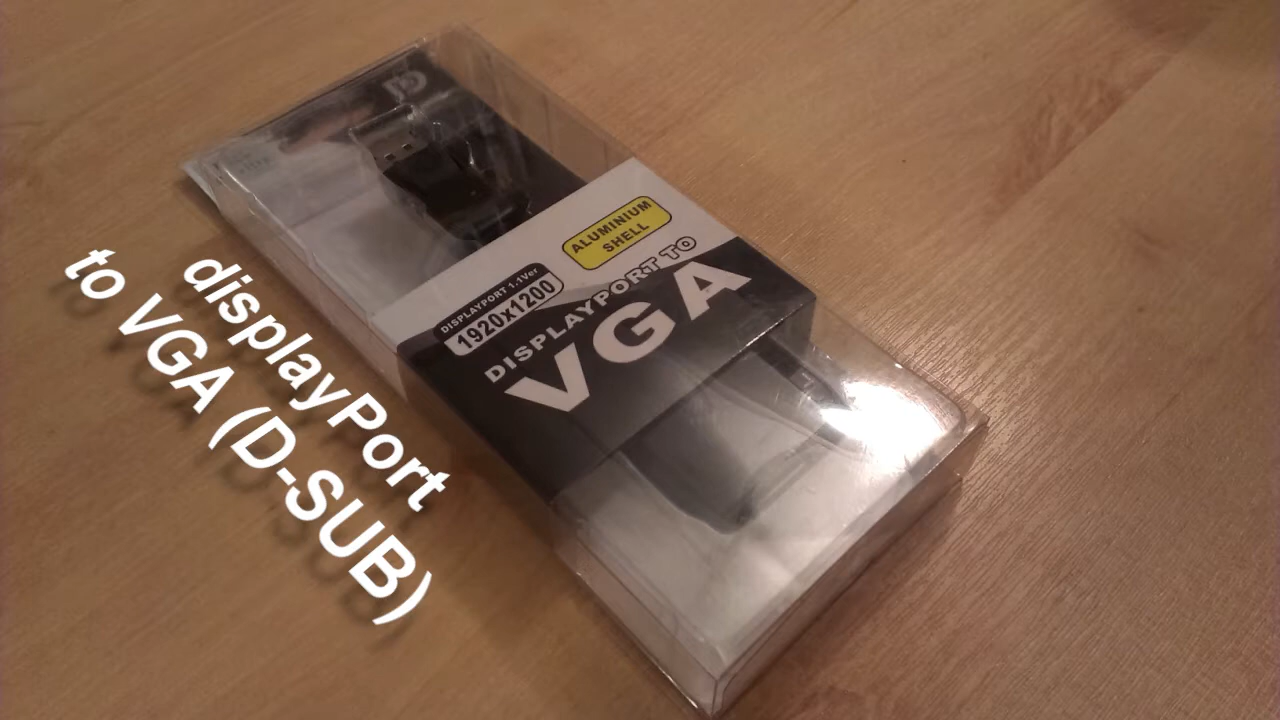 ALUMINIUM
SHELL
DISPLAYPORT 1.1Ver
1920x1200
DISPLAYPORT TO
VGA
displayPort
to VGA (D-SUB)